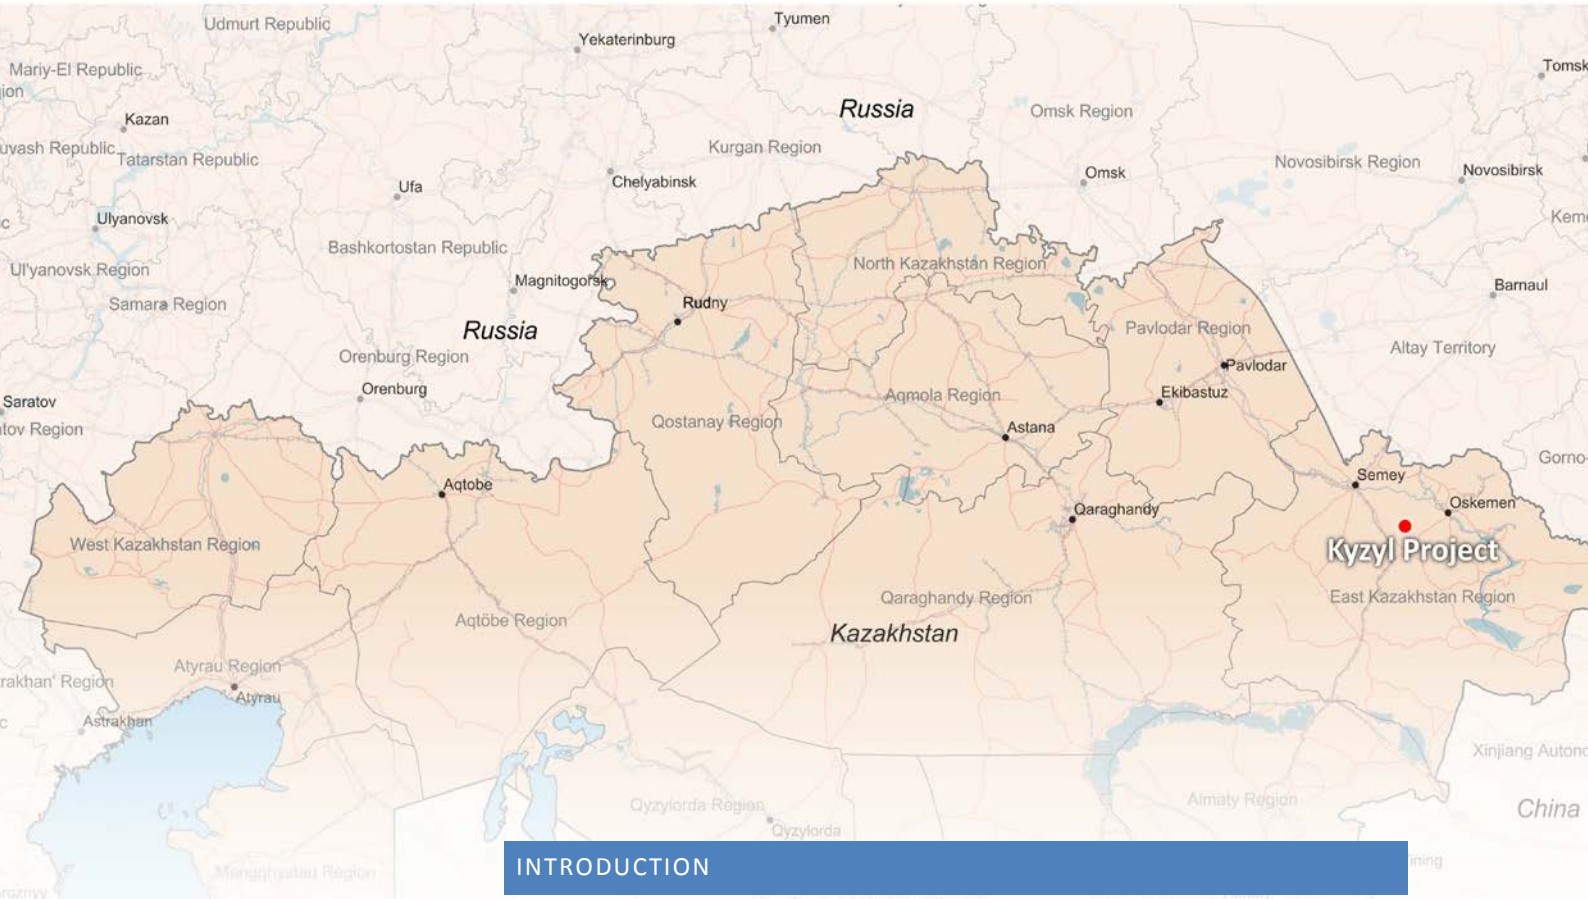 Udmurt Republic
Tyumen
Yekaterinburg
Mariy-El Republic
Tomsk
Russia
Omsk Region
Kazan
Kurgan Region
Tatarstan Republic
Novosibirsk Region
Novosibirsk
Omsk
Chelyabinsk
Ufa
Ulyanovsk
Bashkortostan Republic
Ul'yanovsk Region
North Kazakhstan Region
Magnitogorsk
Barnaul
Samara Region
Rudny
Russia
Pavlodar Region
Altay Territory
Orenburg Region
Pavlodar
Orenburg
Ekibastuz
Aqmola Region
Saratov
Qostanay Region
Astana
Region
Gorno-
Semey
Aqtobe
Oskemen
Qaraghandy
West Kazakhstan Region
Kyzyl Project
Qaraghandy Region
East Kazakhstan Region
Aqtöbe Region
Kazakhstan
Atyrau Region
Region
Atyrau
Astrakhan
Xinjiang
China
Almaty Region
Qyzylorda Region
Qyzylorda
INTRODUCTION
Mangghystau Region